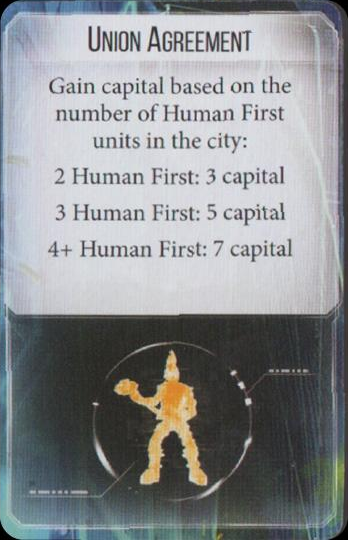 UNION AGREEMENT
Gain capital based on the
number of Human First
units in the city:
2 Human First: 3 capital
3 Human First: 5 capital
4+ Human First: 7 capital